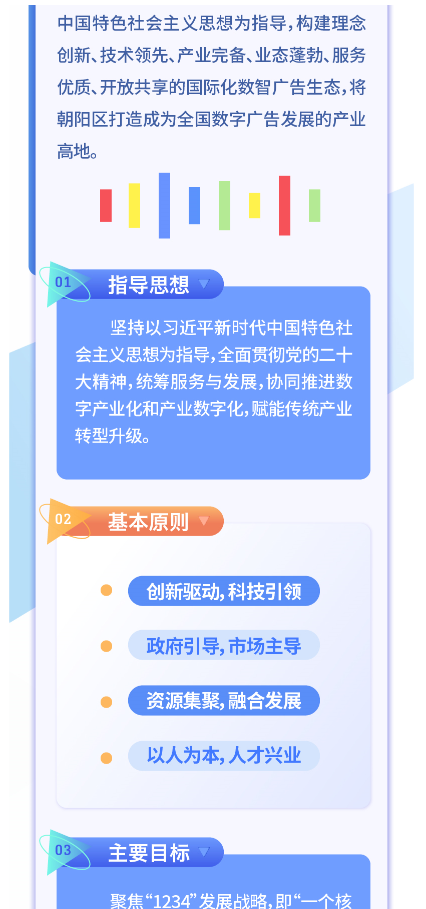 中国特色社会主义思想为指导，构建理念
创新、技术领先、产业完备、业态蓬勃、服务
优质、开放共享的国际化数智广告生态，将
朝阳区打造成为全国数字广告发展的产业
高地。
01 指导思想
坚持以习近平新时代中国特色社
会主义思想为指导，全面贯彻党的二十
大精神，统筹服务与发展，协同推进数
字产业化和产业数字化，赋能传统产业
转型升级。
02 基本原则
创新驱动，科技引领
政府引导，市场主导
资源集聚，融合发展
以人为本，人才兴业
03 主要目标
聚焦“1234”发展战略，即“一个核